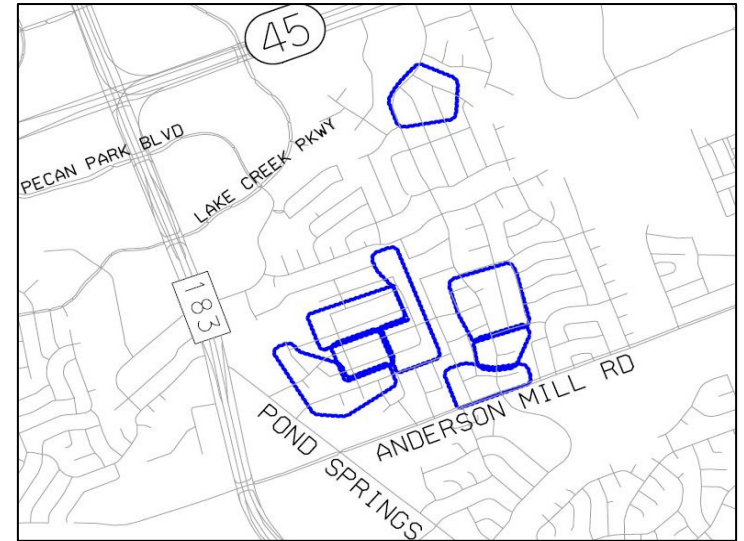 45
PECAN PARK BLVD
LAKE CREEK PKWY
183
POND SPRINGS
ANDERSON MILL RD